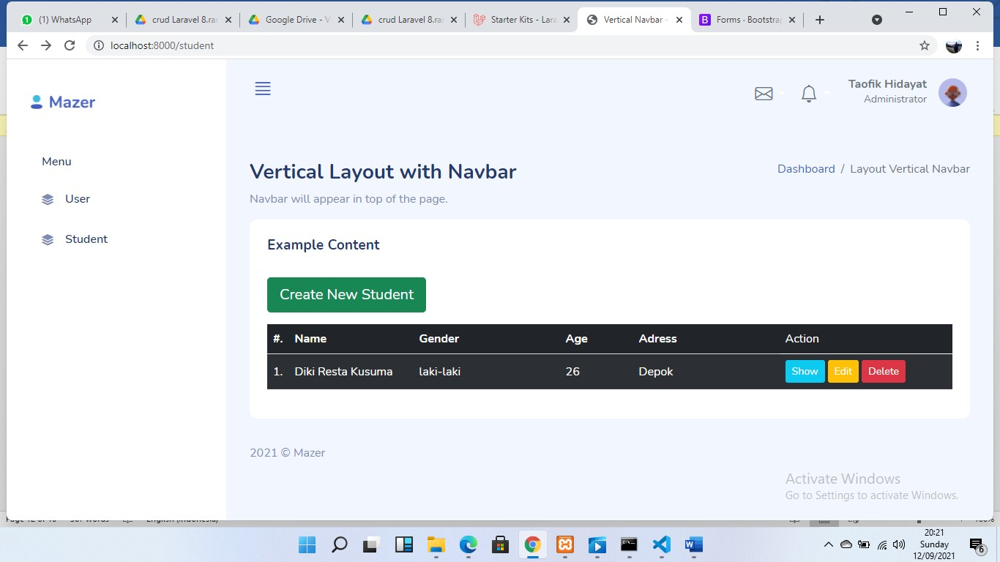 (1) WhatsApp
crud Laravel 8.ra
Google Drive - V
crud Laravel 8.ra
Starter Kits - Lara
Vertical Navbar -
Forms · Bootstrap
localhost:8000/student
Mazer
Taofik Hidayat
Administrator
Menu
User
Student
Vertical Layout with Navbar
Dashboard / Layout Vertical Navbar
Navbar will appear in top of the page.
Example Content
Create New Student
#. Name Gender Age Adress Action
1. Diki Resta Kusuma laki-laki 26 Depok Show Edit Delete
2021 © Mazer
Activate Windows
Go to Settings to activate Windows.
English (Indonesia)
20:21
Sunday
12/09/2021
6